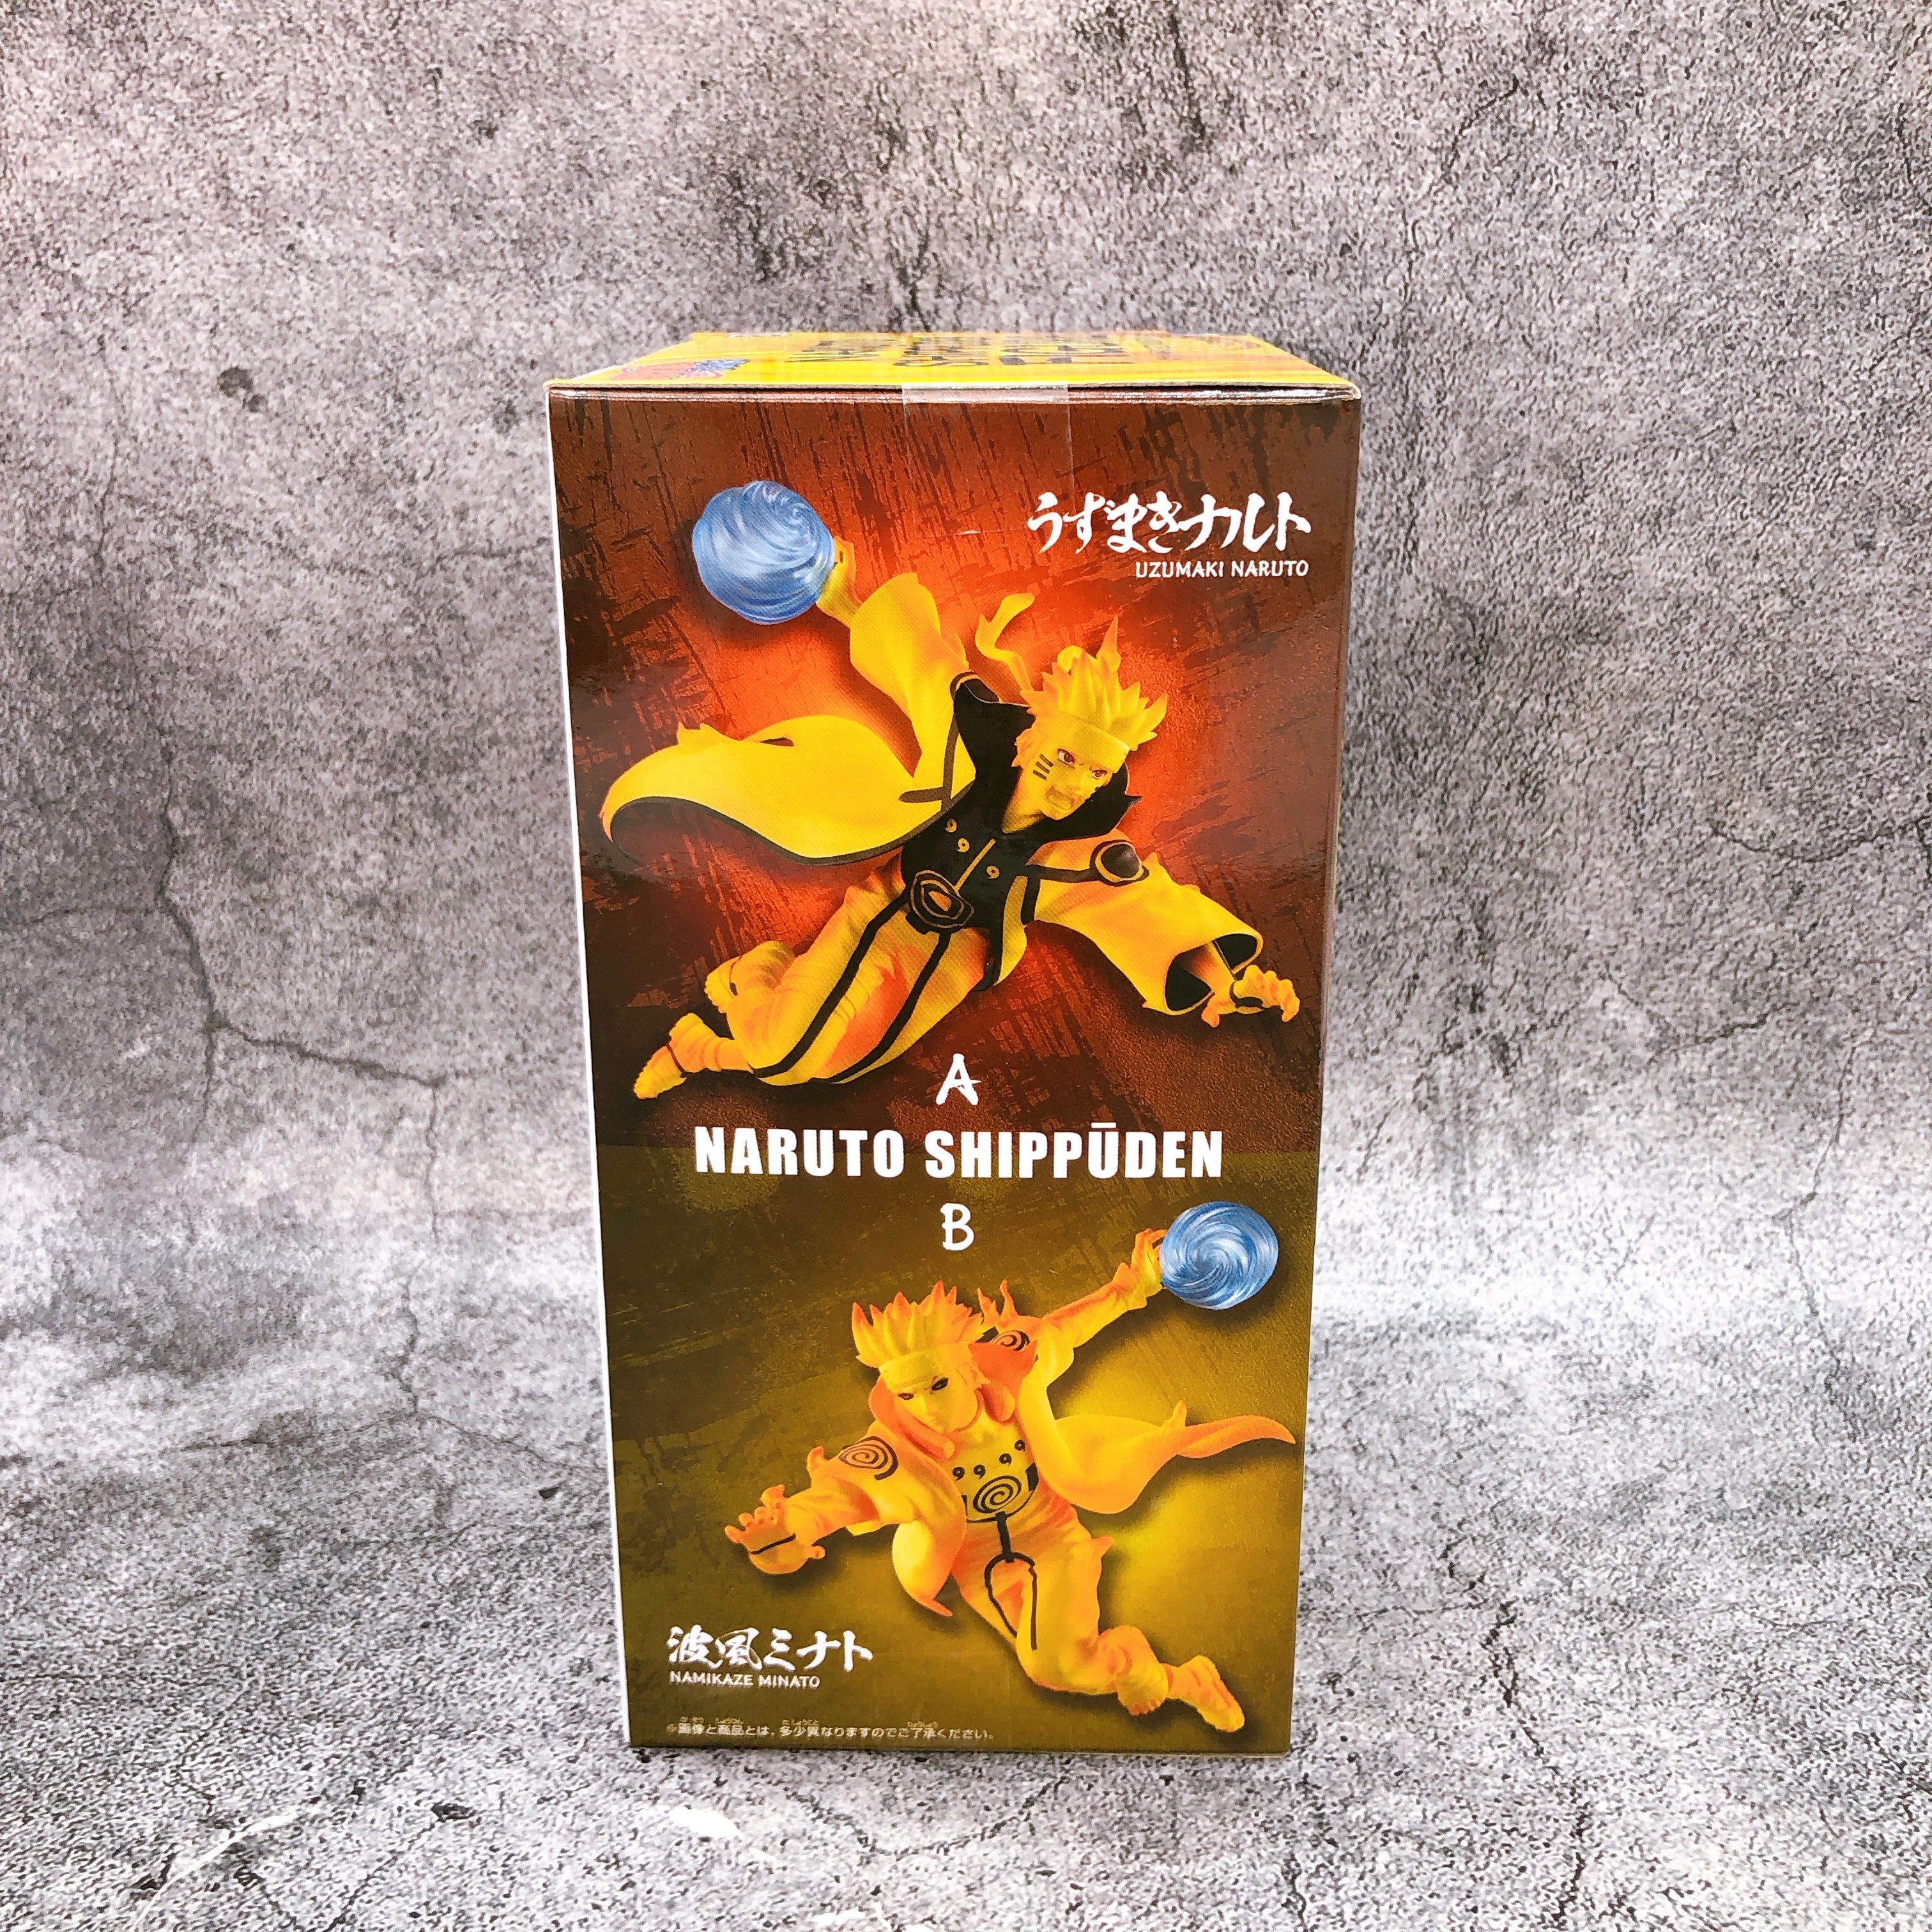 うずまきナルト
UZUMAKI NARUTO
A
NARUTO SHIPPŪDEN
B
波風ミナト
NAMIKAZE MINATO
※画像と商品とは、多少異なりますのでご了承ください。